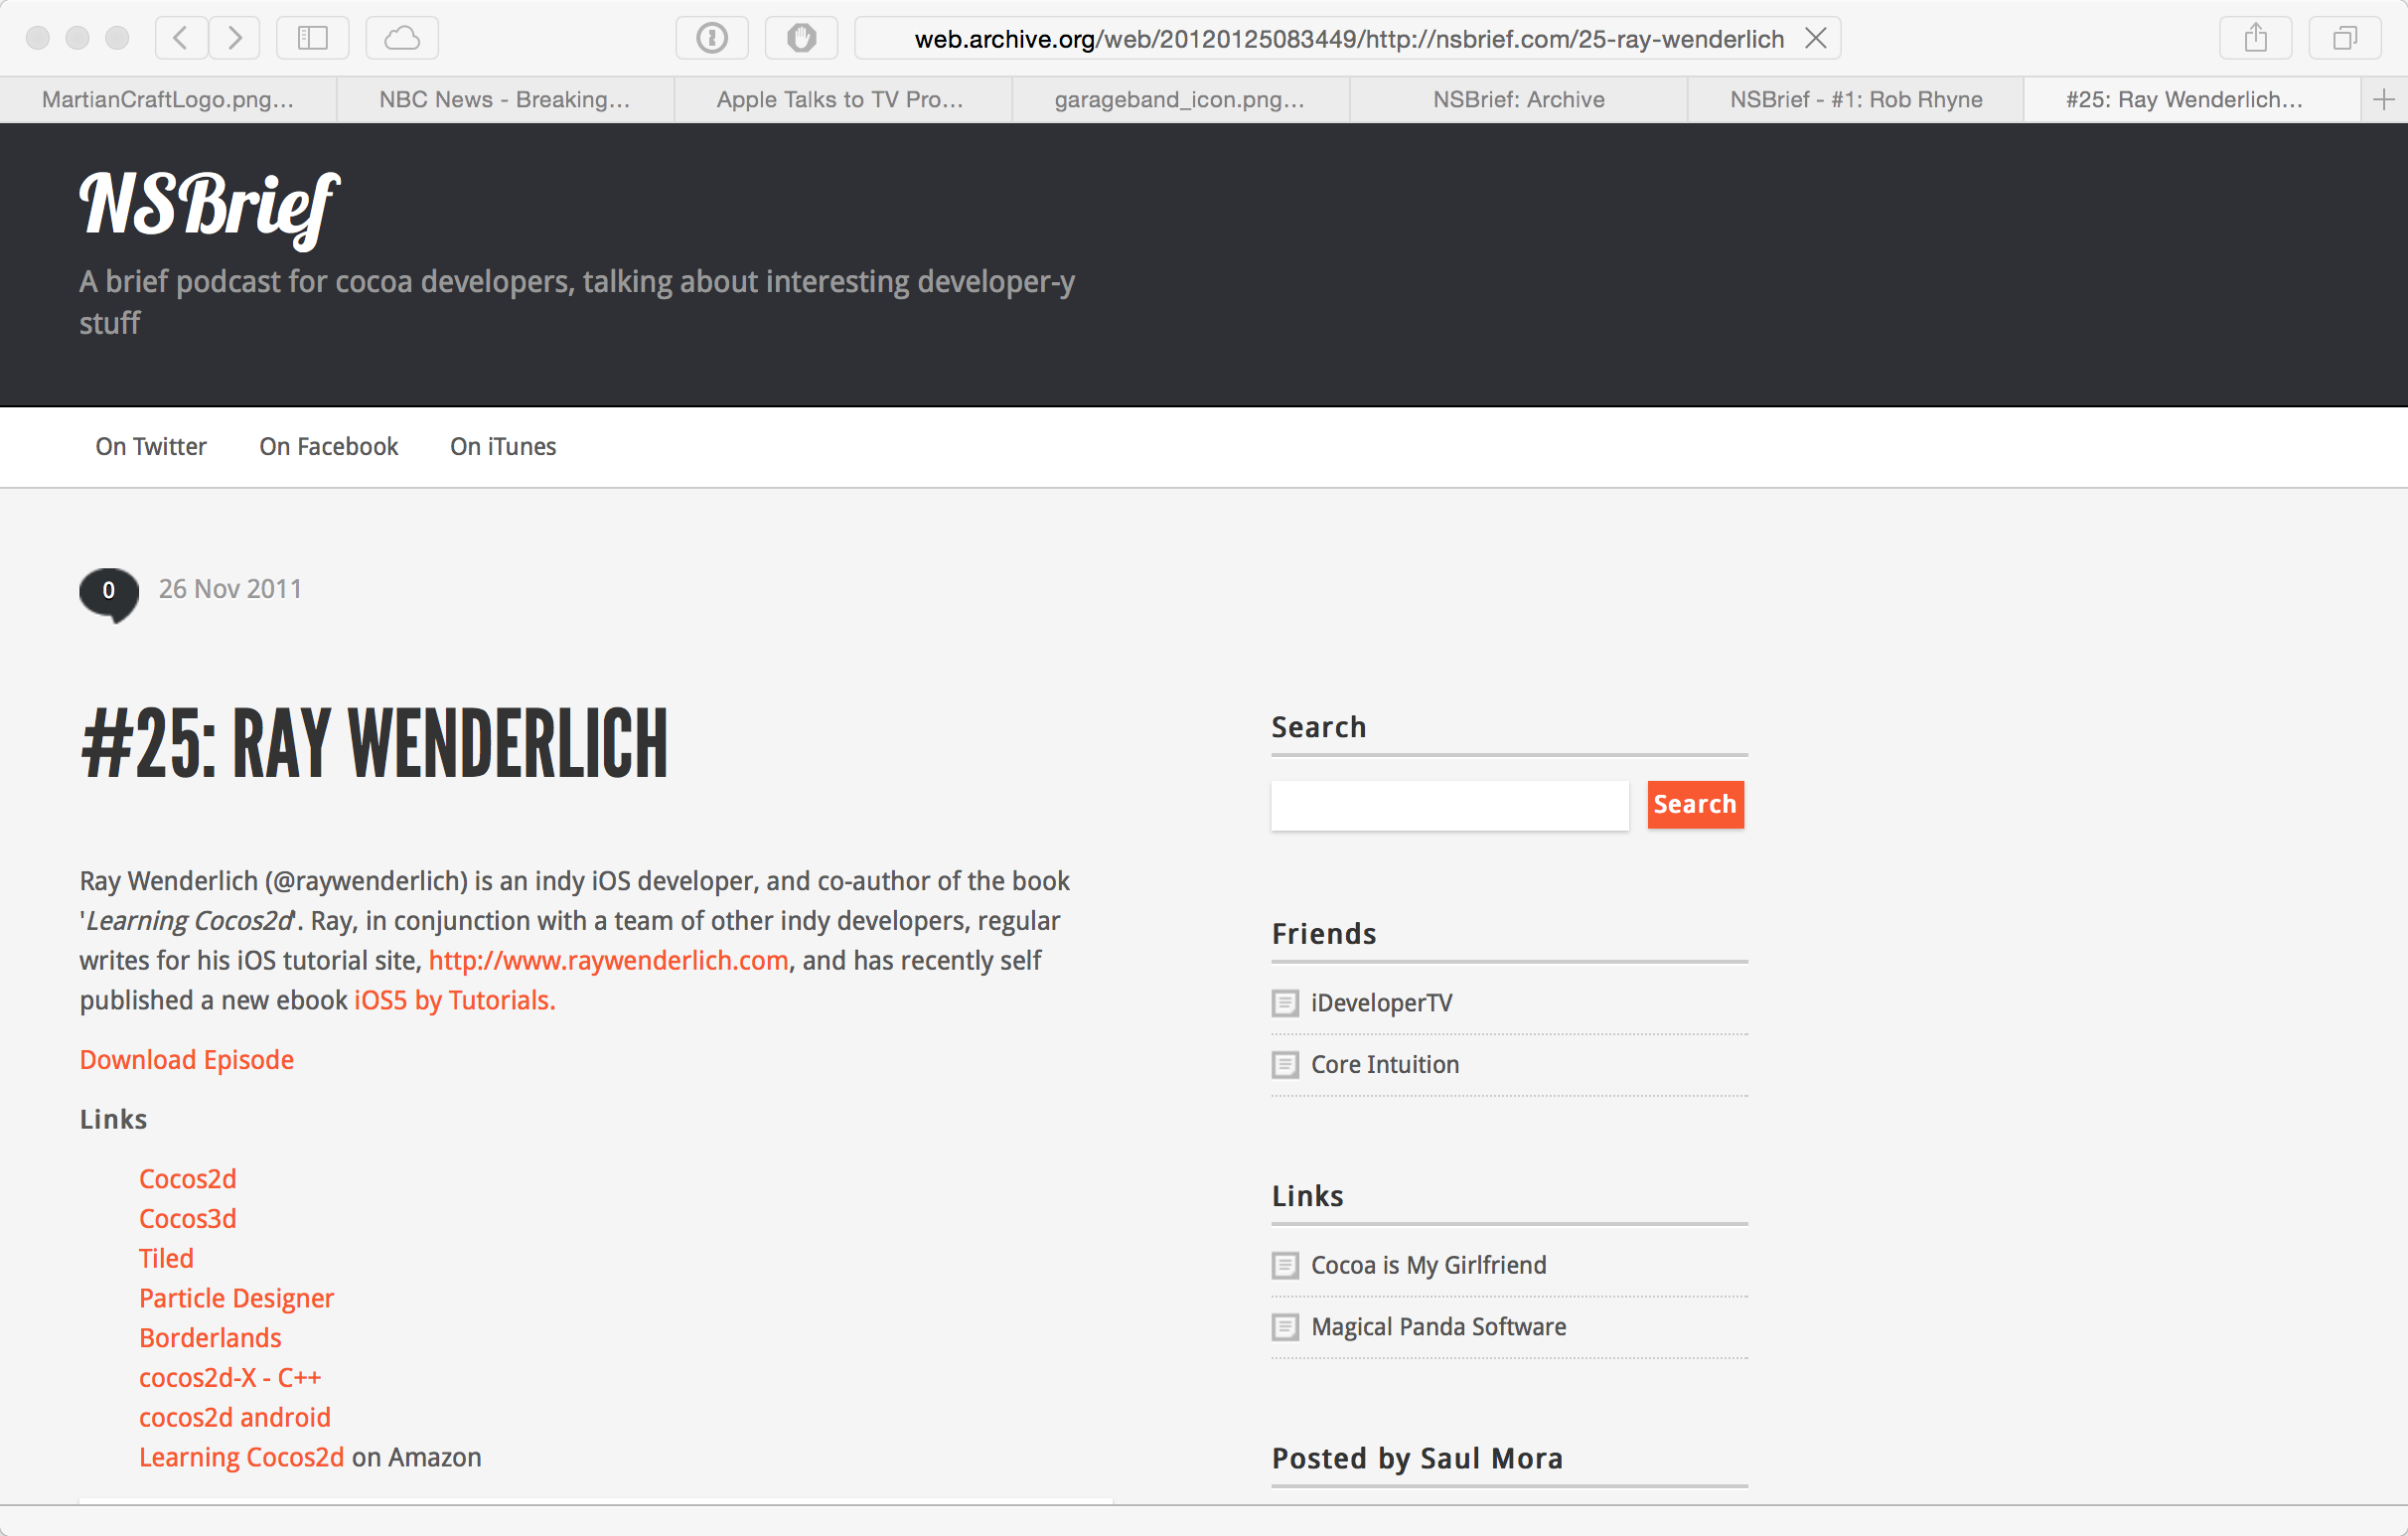 web.archive.org/web/20120125083449/http://nsbrief.com/25-ray-wenderlich
MartianCraftLogo.png...
NBC News - Breaking...
Apple Talks to TV Pro...
garageband_icon.png...
NSBrief: Archive
NSBrief - #1: Rob Rhyne
#25: Ray Wenderlich...
NSBrief
A brief podcast for cocoa developers, talking about interesting developer-y
stuff
On Twitter
On Facebook
On iTunes
0
26 Nov 2011
#25: RAY WENDERLICH
Ray Wenderlich (@raywenderlich) is an indy iOS developer, and co-author of the book
'Learning Cocos2d'. Ray, in conjunction with a team of other indy developers, regular
writes for his iOS tutorial site, http://www.raywenderlich.com, and has recently self
published a new ebook iOS5 by Tutorials.
Download Episode
Links
Cocos2d
Cocos3d
Tiled
Particle Designer
Borderlands
cocos2d-X - C++
cocos2d android
Learning Cocos2d on Amazon
Search
Search
Friends
iDeveloperTV
Core Intuition
Links
Cocoa is My Girlfriend
Magical Panda Software
Posted by Saul Mora